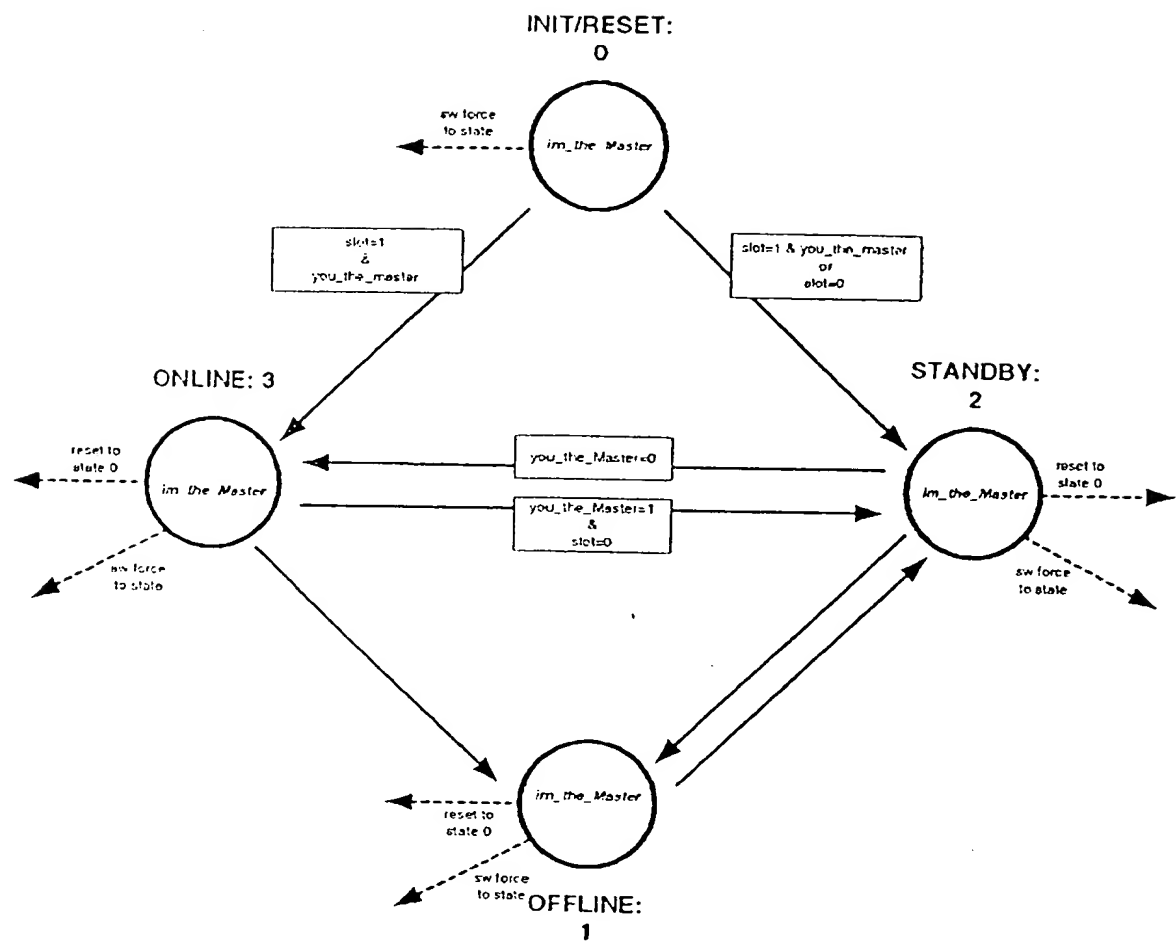 INIT/RESET:
0
sw force
to state
im_the_Master
slot=1
&
you_the_master
slot=1 & you_the_master
or
slot=0
ONLINE: 3
STANDBY:
2
reset to
state 0
im_the_Master
sw force
to state
you_the_Master=0
you_the_Master=1
&
slot=0
im_the_Master
reset to
state 0
sw force
to state
im_the_Master
reset to
state 0
sw force
to state
OFFLINE:
1